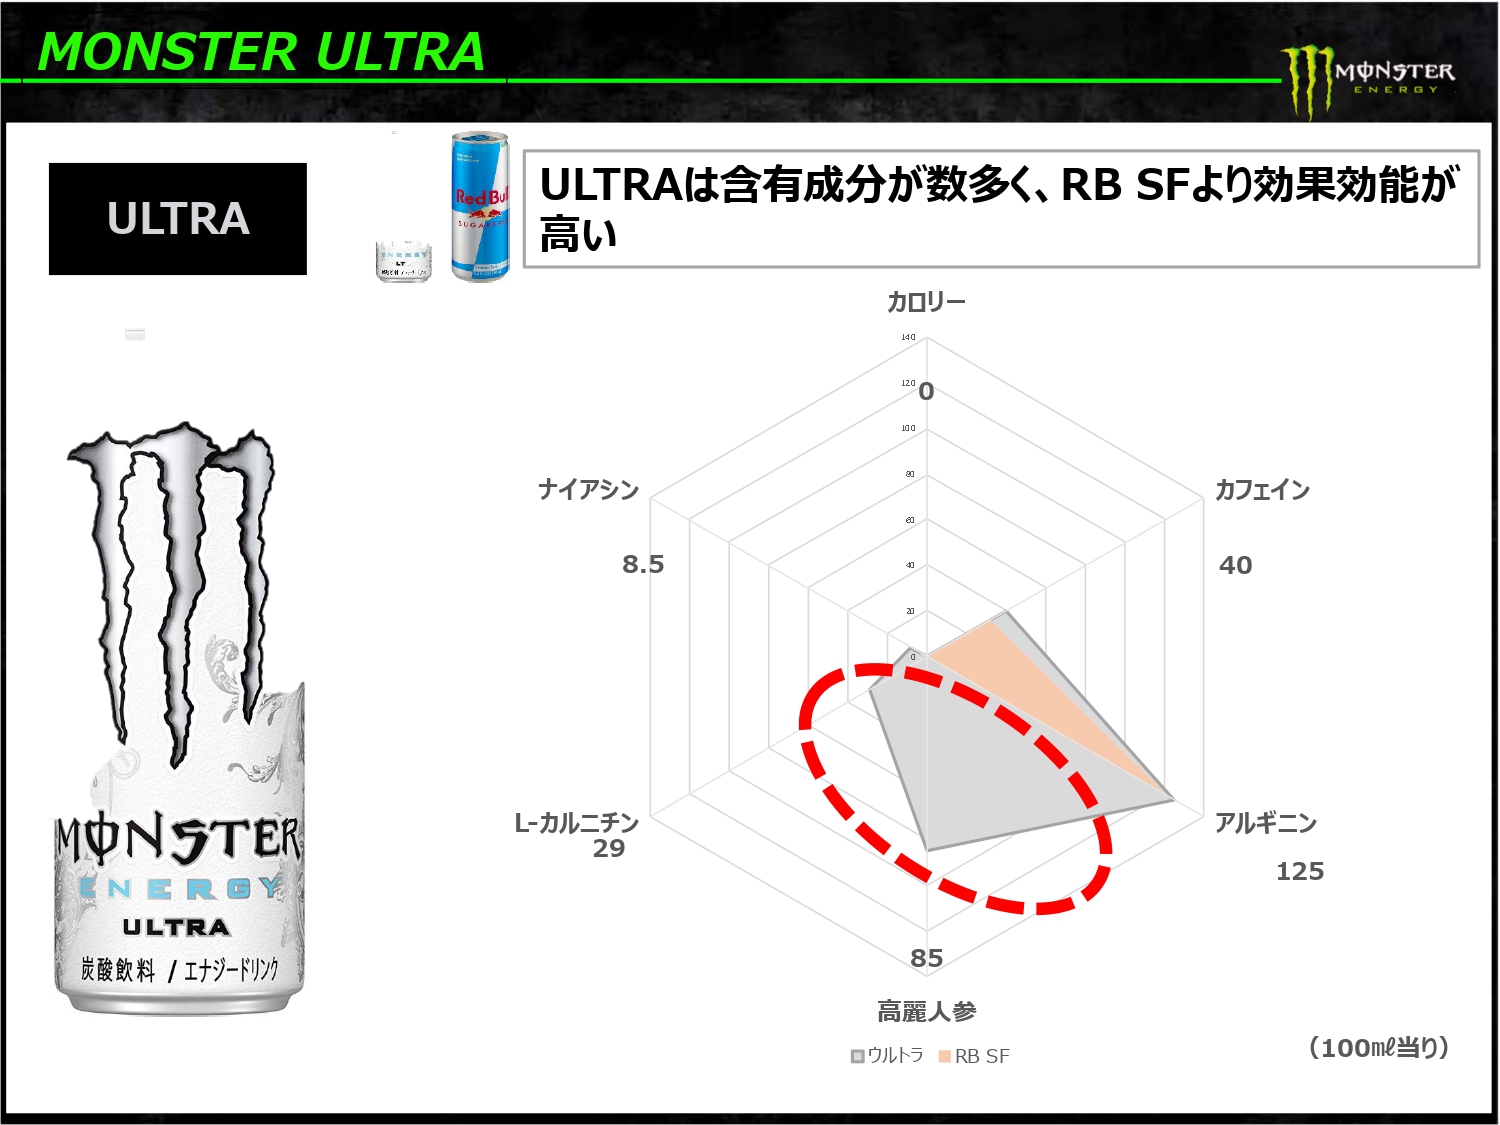 MONSTER ULTRA
MONSTER
ENERGY
ULTRA
RedBull
SUGARFREE
ENERGY
ULTRAは含有成分が数多く、RB SFより効果効能が
高い
カロリー
140
120
0
100
80
60
40
20
0
ナイアシン
8.5
カフェイン
40
L-カルニチン
29
アルギニン
125
85
高麗人参
ウルトラ
RB SF
(100㎖当り)
MONSTER
ENERGY
ULTRA
炭酸飲料 / エナジードリンク